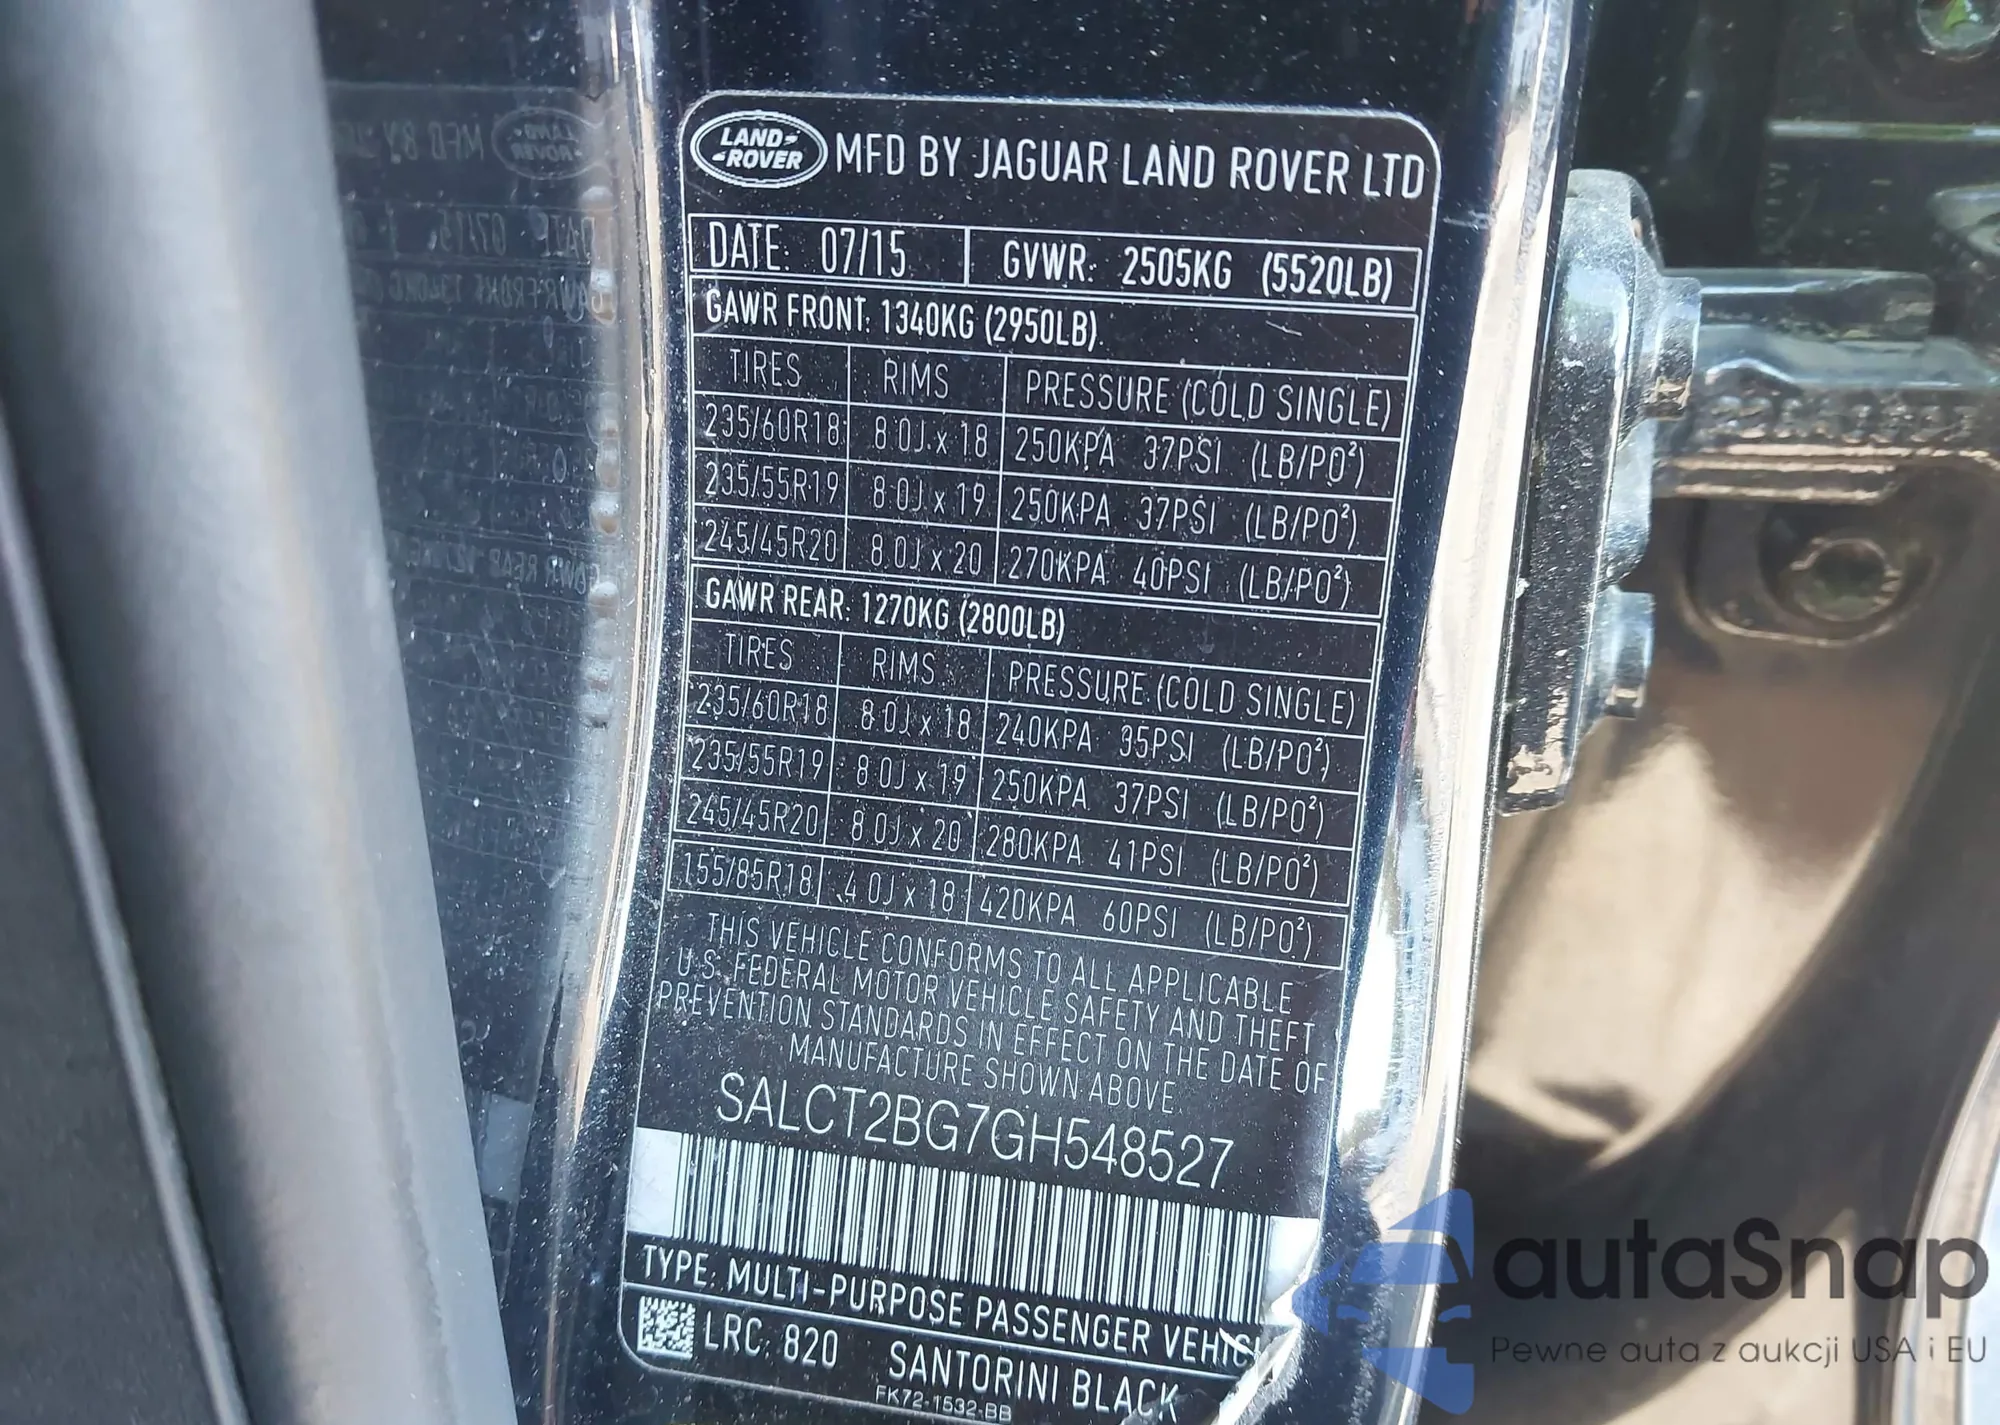 LAND ROVER MFD BY JAGUAR LAND ROVER LTD
DATE: 07/15 GVWR: 2505KG (5520LB)
GAWR FRONT: 1340KG (2950LB)
TIRES RIMS PRESSURE (COLD SINGLE)
235/60R18 8.0J x 18 250KPA 37PSI (LB/PO²)
235/55R19 8.0J x 19 250KPA 37PSI (LB/PO²)
245/45R20 8.0J x 20 270KPA 40PSI (LB/PO²)
GAWR REAR: 1270KG (2800LB)
TIRES RIMS PRESSURE (COLD SINGLE)
235/60R18 8.0J x 18 240KPA 35PSI (LB/PO²)
235/55R19 8.0J x 19 250KPA 37PSI (LB/PO²)
245/45R20 8.0J x 20 280KPA 41PSI (LB/PO²)
155/85R18 4.0J x 18 420KPA 60PSI (LB/PO²)
THIS VEHICLE CONFORMS TO ALL APPLICABLE
U.S. FEDERAL MOTOR VEHICLE SAFETY AND THEFT
PREVENTION STANDARDS IN EFFECT ON THE DATE OF
MANUFACTURE SHOWN ABOVE
SALCT2BG7GH548527
TYPE: MULTI-PURPOSE PASSENGER
LRC: 820 SANTORINI BLACK
FK72-1532-BB
autoSnap
Pewne auta z aukcji USA i EU